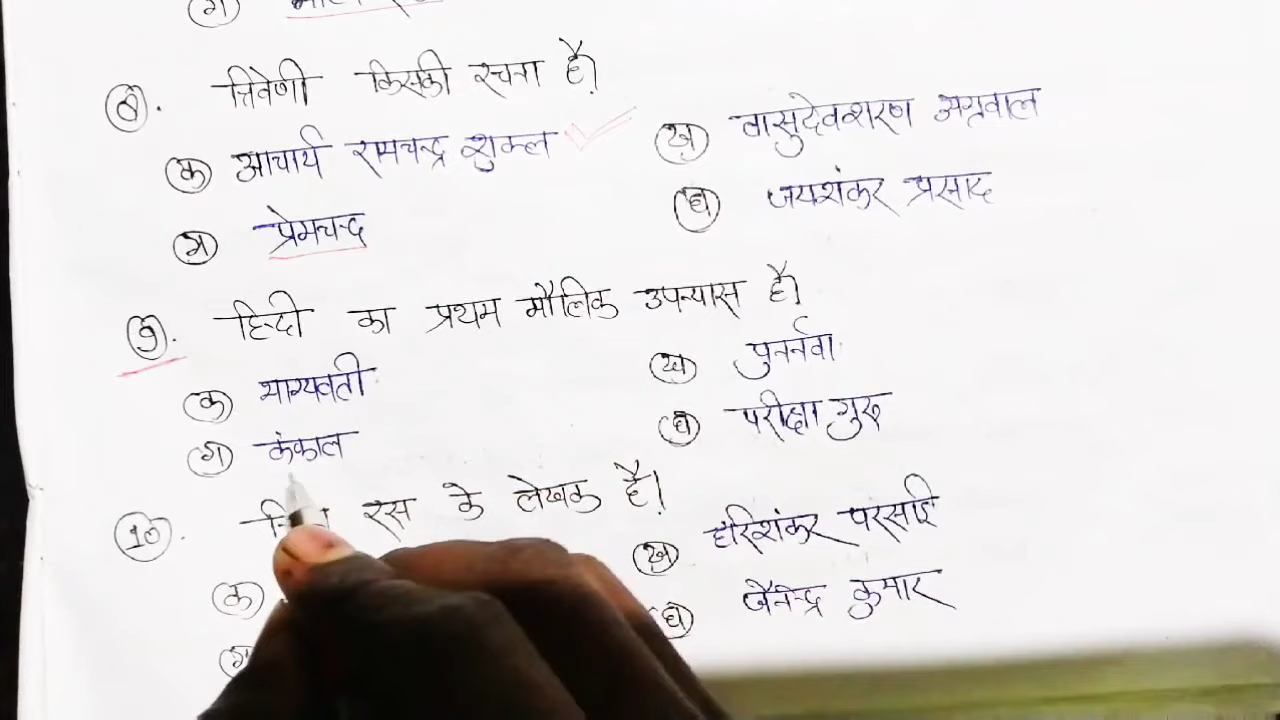 ग
८. त्रिवेणी किसकी रचना है।
क आचार्य रामचन्द्र शुक्ल ख वासुदेवशरण अग्रवाल
ग प्रेमचन्द्र घ जयशंकर प्रसाद
9. हिन्दी का प्रथम मौलिक उपन्यास है।
क भाग्यवती ख पुनर्नवा
ग कंकाल घ परीक्षा गुरू
10. रस के लेखक है।
क ख हरिशंकर परसाई
ग घ जैनेन्द्र कुमार